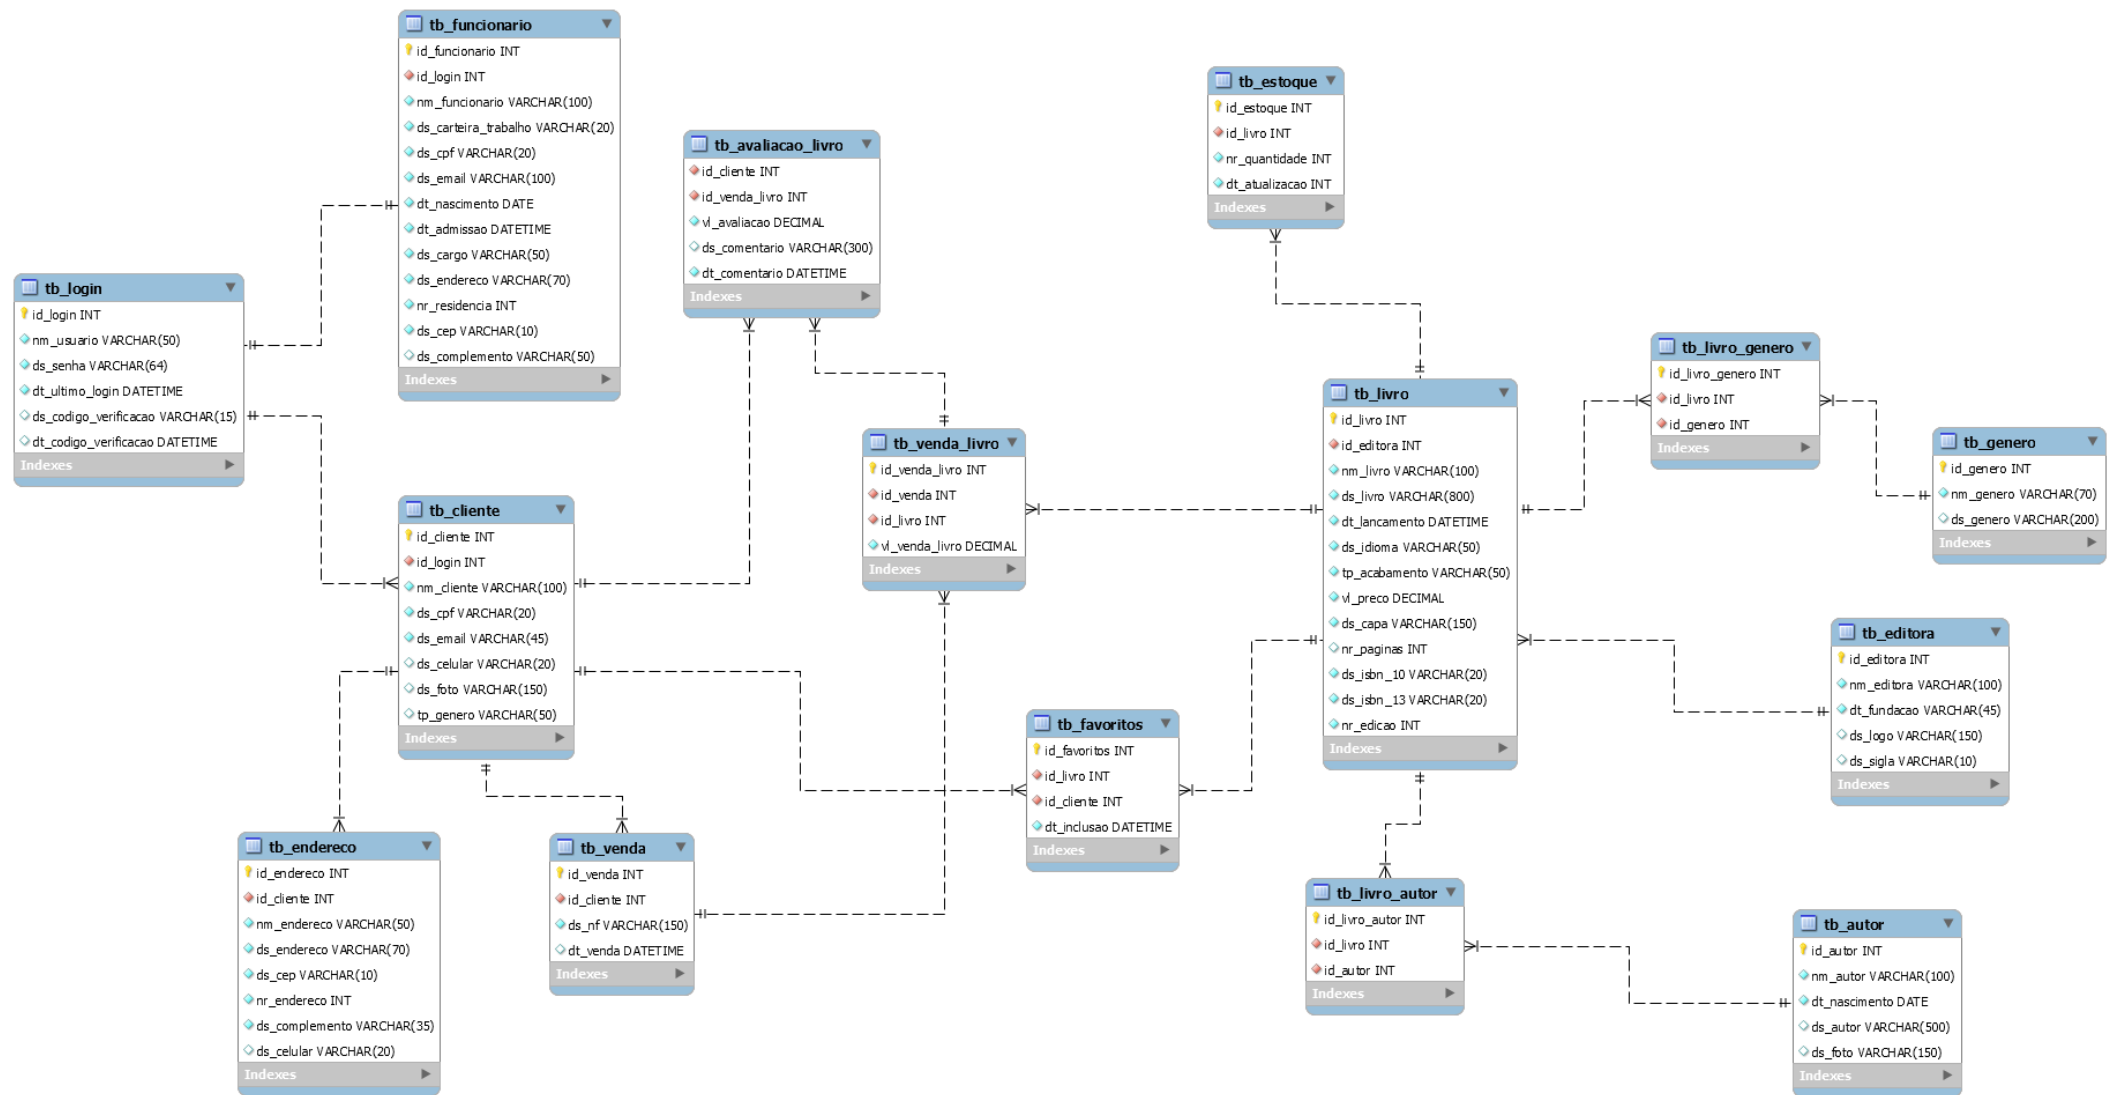 tb_funcionario
id_funcionario INT
id_login INT
nm_funcionario VARCHAR(100)
ds_carteira_trabalho VARCHAR(20)
ds_cpf VARCHAR(20)
ds_email VARCHAR(100)
dt_nascimento DATE
dt_admissao DATETIME
ds_cargo VARCHAR(50)
ds_endereco VARCHAR(70)
nr_residencia INT
ds_cep VARCHAR(10)
ds_complemento VARCHAR(50)
Indexes
tb_estoque
id_estoque INT
id_livro INT
nr_quantidade INT
dt_atualizacao INT
Indexes
tb_avaliacao_livro
id_cliente INT
id_venda_livro INT
vl_avaliacao DECIMAL
ds_comentario VARCHAR(300)
dt_comentario DATETIME
Indexes
tb_login
id_login INT
nm_usuario VARCHAR(50)
ds_senha VARCHAR(64)
dt_ultimo_login DATETIME
ds_codigo_verificacao VARCHAR(15)
dt_codigo_verificacao DATETIME
Indexes
tb_livro_genero
id_livro_genero INT
id_livro INT
id_genero INT
Indexes
tb_livro
id_livro INT
id_editora INT
nm_livro VARCHAR(100)
ds_livro VARCHAR(800)
dt_lancamento DATETIME
ds_idioma VARCHAR(50)
tp_acabamento VARCHAR(50)
vl_preco DECIMAL
ds_capa VARCHAR(150)
nr_paginas INT
ds_isbn_10 VARCHAR(20)
ds_isbn_13 VARCHAR(20)
nr_edicao INT
Indexes
tb_venda_livro
id_venda_livro INT
id_venda INT
id_livro INT
vl_venda_livro DECIMAL
Indexes
tb_genero
id_genero INT
nm_genero VARCHAR(70)
ds_genero VARCHAR(200)
Indexes
tb_cliente
id_cliente INT
id_login INT
nm_cliente VARCHAR(100)
ds_cpf VARCHAR(20)
ds_email VARCHAR(45)
ds_celular VARCHAR(20)
ds_foto VARCHAR(150)
tp_genero VARCHAR(50)
Indexes
tb_editora
id_editora INT
nm_editora VARCHAR(100)
dt_fundacao VARCHAR(45)
ds_logo VARCHAR(150)
ds_sigla VARCHAR(10)
Indexes
tb_favoritos
id_favoritos INT
id_livro INT
id_cliente INT
dt_inclusao DATETIME
Indexes
tb_endereco
id_endereco INT
id_cliente INT
nm_endereco VARCHAR(50)
ds_endereco VARCHAR(70)
ds_cep VARCHAR(10)
nr_endereco INT
ds_complemento VARCHAR(35)
ds_celular VARCHAR(20)
Indexes
tb_venda
id_venda INT
id_cliente INT
ds_nf VARCHAR(150)
dt_venda DATETIME
Indexes
tb_livro_autor
id_livro_autor INT
id_livro INT
id_autor INT
Indexes
tb_autor
id_autor INT
nm_autor VARCHAR(100)
dt_nascimento DATE
ds_autor VARCHAR(500)
ds_foto VARCHAR(150)
Indexes